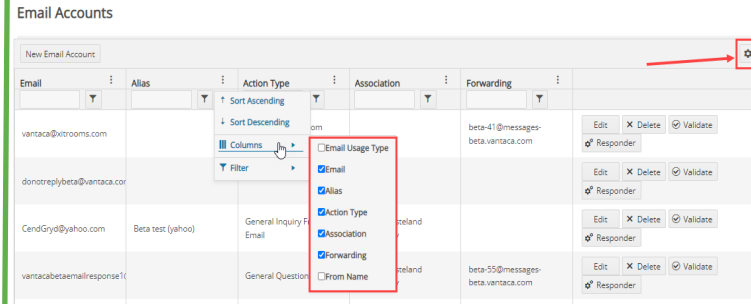 Email Accounts
New Email Account
Email Alias Action Type Association Forwarding
↑ Sort Ascending
↓ Sort Descending
Columns
Filter
Email Usage Type
Email
Alias
Action Type
Association
Forwarding
From Name
vantaca@xitrooms.com
beta-41@messages-
beta.vantaca.com
Edit Delete Validate
Responder
donotreplybeta@vantaca.com
Edit Delete Validate
Responder
CendGryd@yahoo.com Beta test (yahoo) General Inquiry
Email
Edit Delete Validate
Responder
vantacabetaemailresponse1
General Question
beta-55@messages-
beta.vantaca.com
Edit Delete Validate
Responder